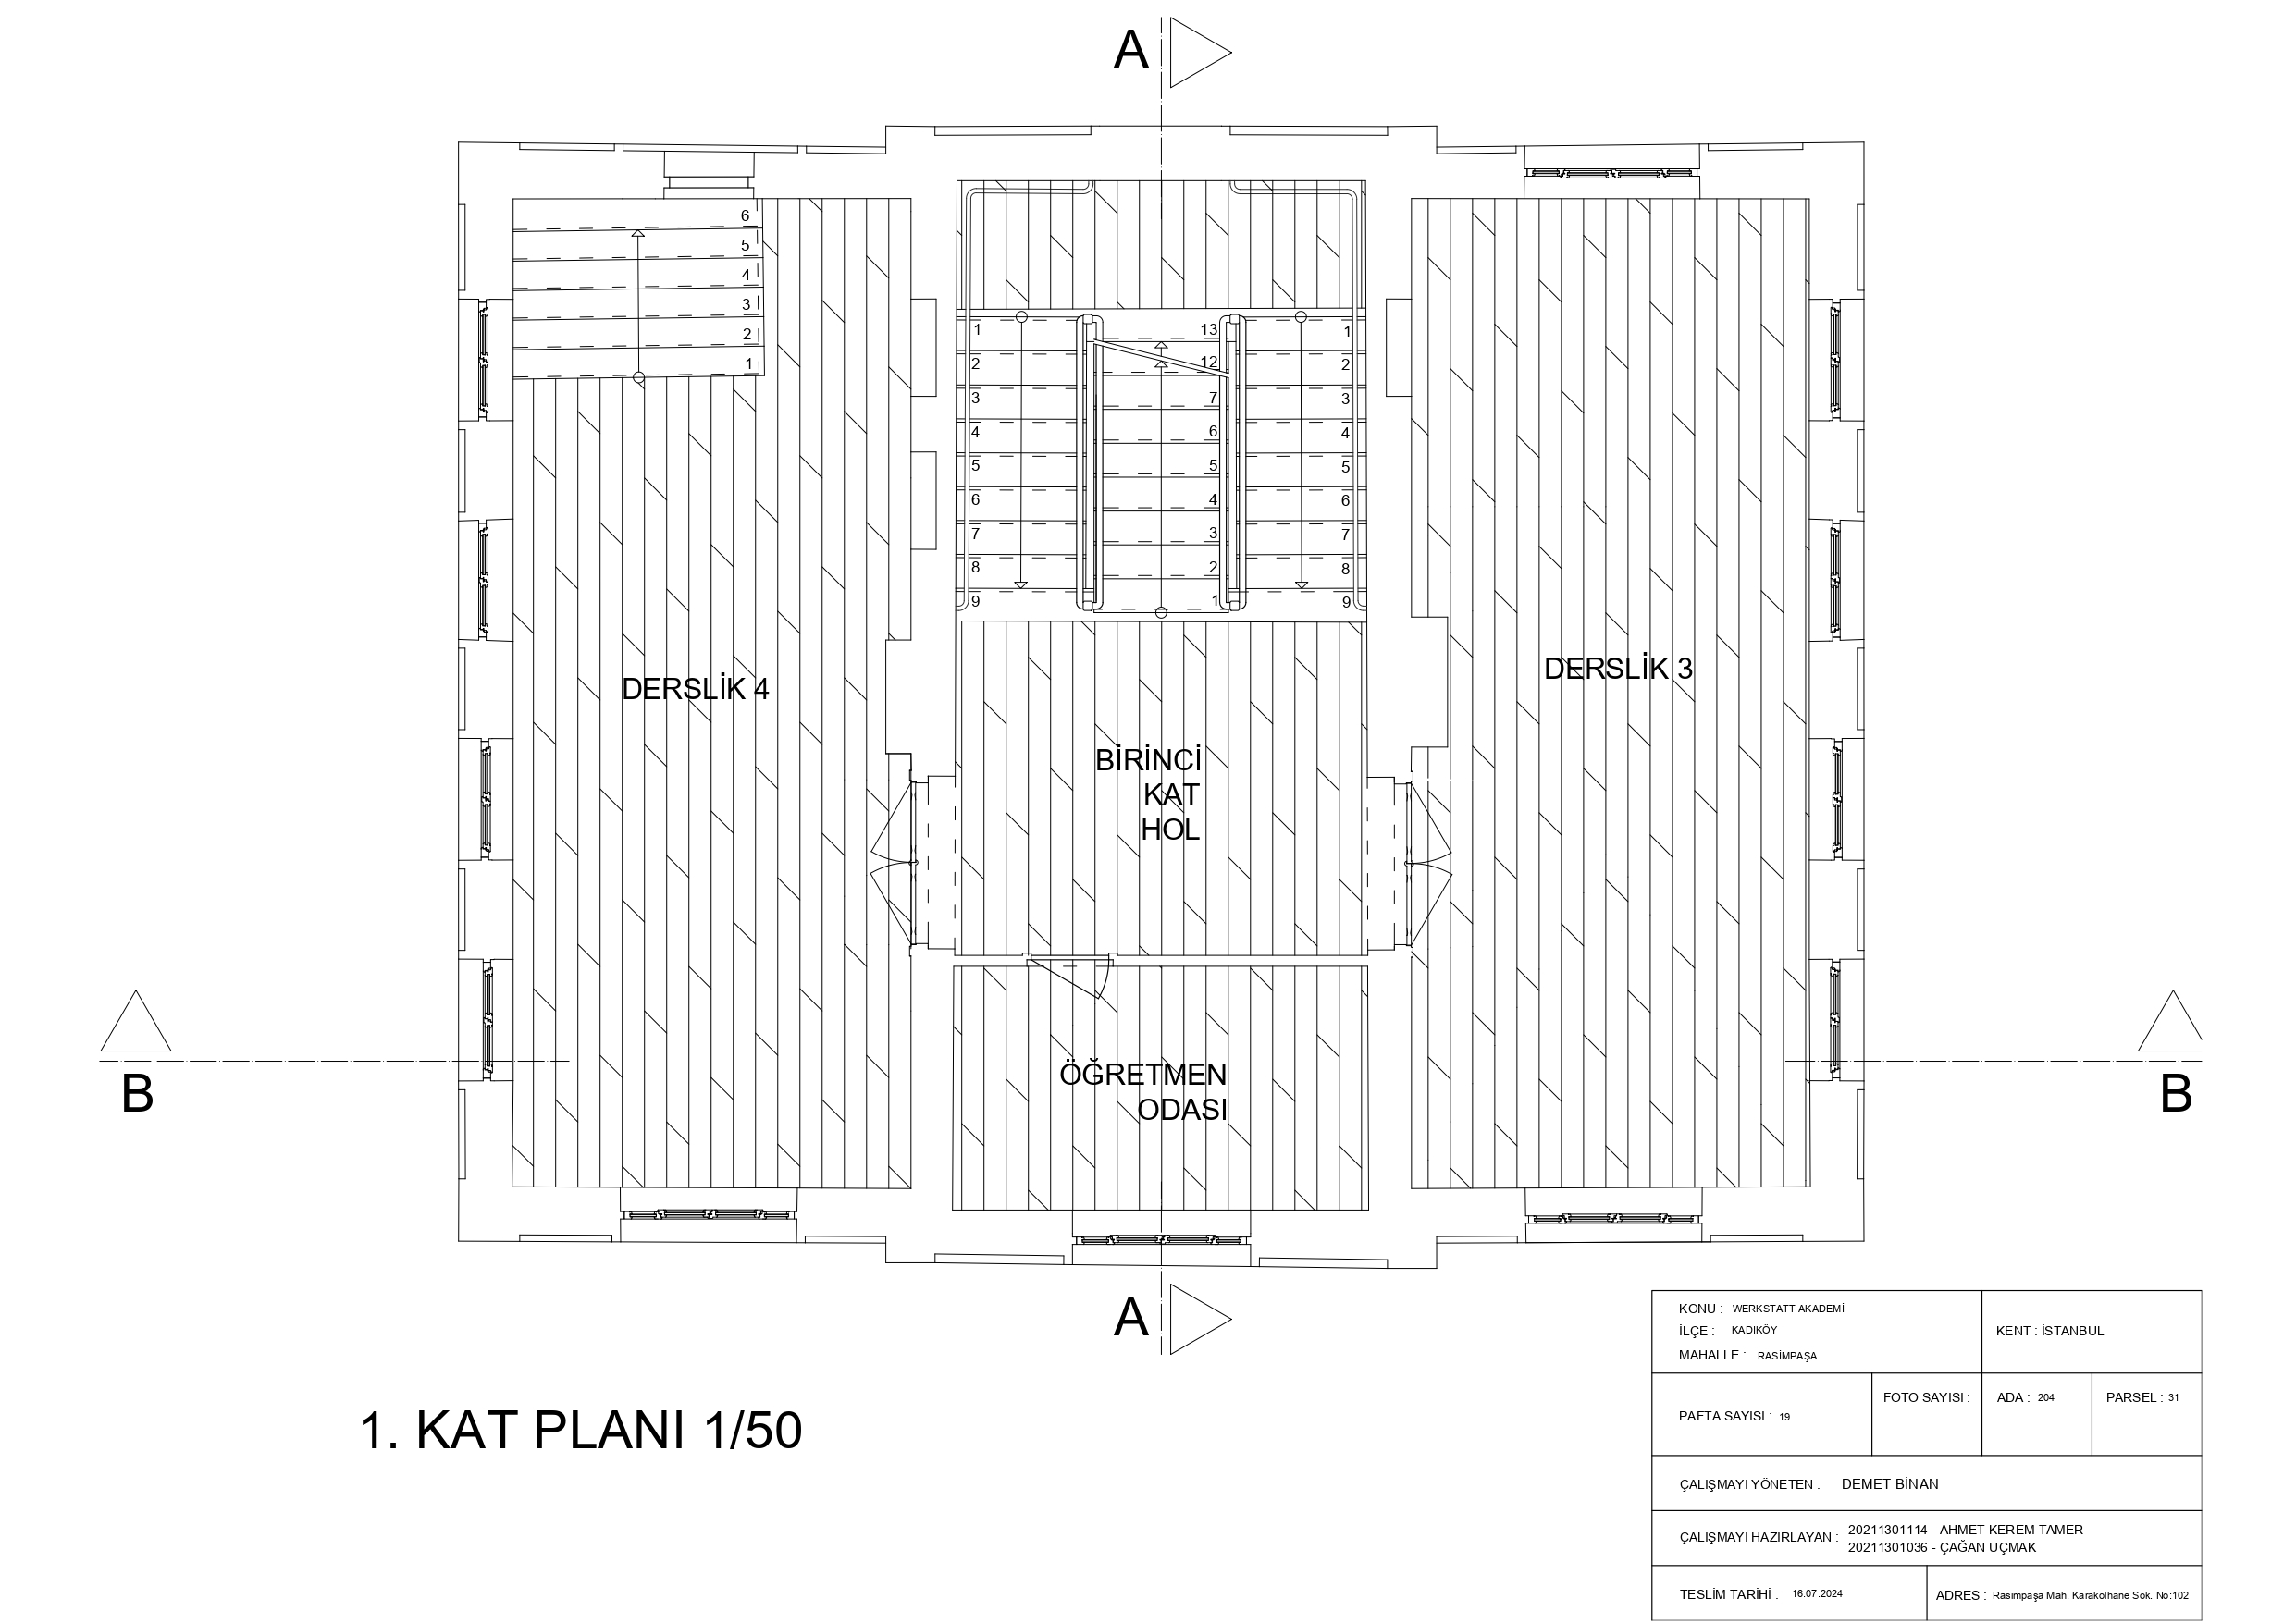 A
6
5
4
3
2
1
1
2
3
4
5
6
7
8
9
13
12
7
6
5
4
3
2
1
1
2
3
4
5
6
7
8
9
DERSLİK 4
DERSLİK 3
BİRİNCİ
KAT
HOL
ÖĞRETMEN
ODASI
B
B
A
1. KAT PLANI 1/50
KONU : WERKSTATT AKADEMİ
İLÇE : KADIKÖY
MAHALLE : RASİMPAŞA
KENT : İSTANBUL
PAFTA SAYISI : 19
FOTO SAYISI :
ADA : 204
PARSEL : 31
ÇALIŞMAYI YÖNETEN : DEMET BİNAN
ÇALIŞMAYI HAZIRLAYAN : 20211301114 - AHMET KEREM TAMER
20211301036 - ÇAĞAN UÇMAK
TESLİM TARİHİ : 16.07.2024
ADRES : Rasimpaşa Mah. Karakolhane Sok. No:102